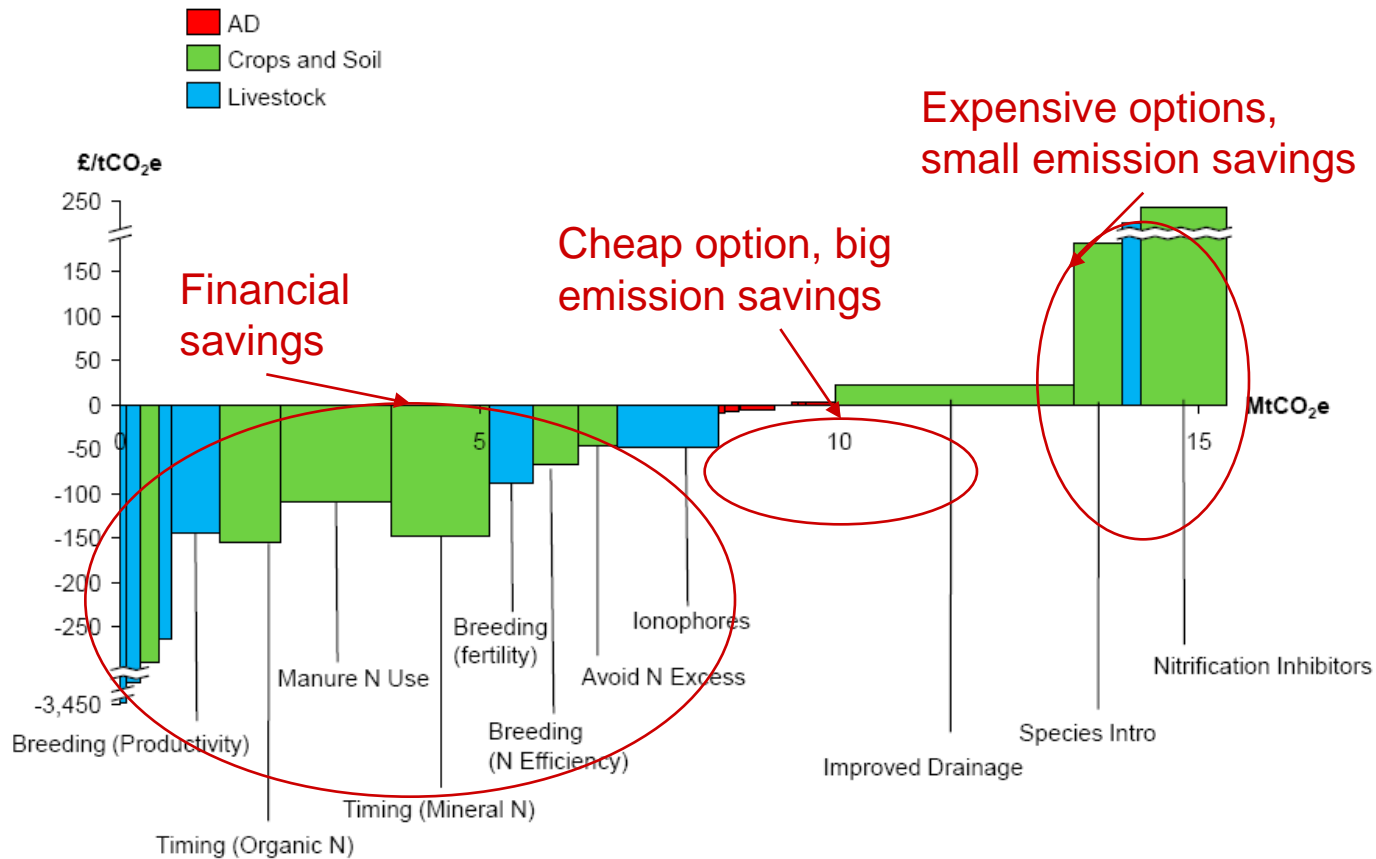 AD
Crops and Soil
Livestock
Expensive options,
small emission savings
£/tCO₂e
250
Cheap option, big
emission savings
150
Financial
savings
100
50
0
MtCO₂e
0
5
10
15
-50
-100
-150
-200
-250
-3,450
Breeding (Productivity)
Timing (Organic N)
Manure N Use
Timing (Mineral N)
Breeding
(fertility)
Breeding
(N Efficiency)
Avoid N Excess
Ionophores
Improved Drainage
Species Intro
Nitrification Inhibitors